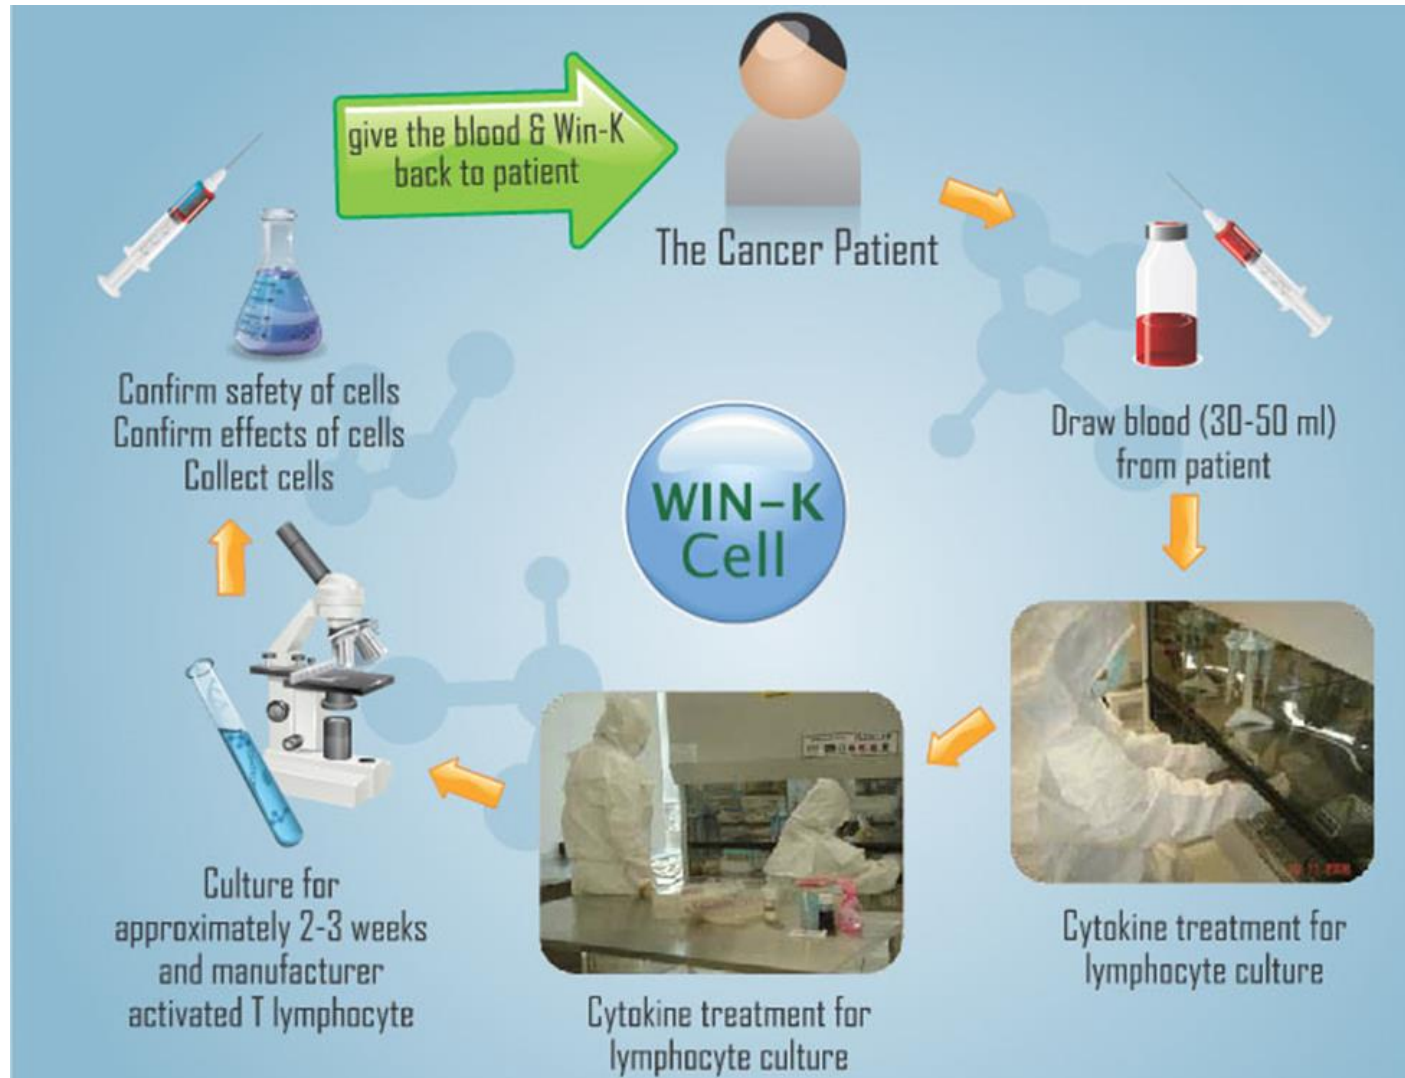 give the blood & Win-K
back to patient
The Cancer Patient
Draw blood (30-50 ml)
from patient
Confirm safety of cells
Confirm effects of cells
Collect cells
WIN-K
Cell
Cytokine treatment for
lymphocyte culture
Cytokine treatment for
lymphocyte culture
Culture for
approximately 2-3 weeks
and manufacturer
activated T lymphocyte